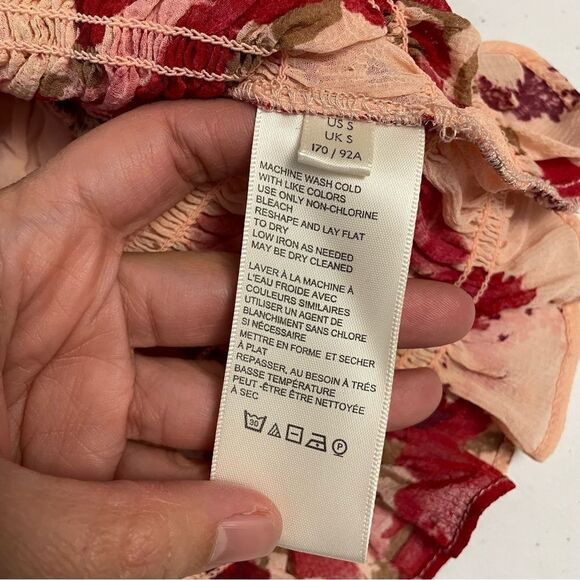 US S
UK S
170 / 92A
MACHINE WASH COLD
WITH LIKE COLORS
USE ONLY NON-CHLORINE
BLEACH
RESHAPE AND LAY FLAT
TO DRY
LOW IRON AS NEEDED
MAY BE DRY CLEANED
LAVER À LA MACHINE À
L'EAU FROIDE AVEC
COULEURS SIMILAIRES
UTILISER UN AGENT DE
BLANCHIMENT SANS CHLORE
SI NÉCESSAIRE
METTRE EN FORME ET SECHER
À PLAT
REPASSER, AU BESOIN À TRÉS
BASSE TEMPÉRATURE
PEUT -ÊTRE ÊTRE NETTOYÉE
À SEC
30
P